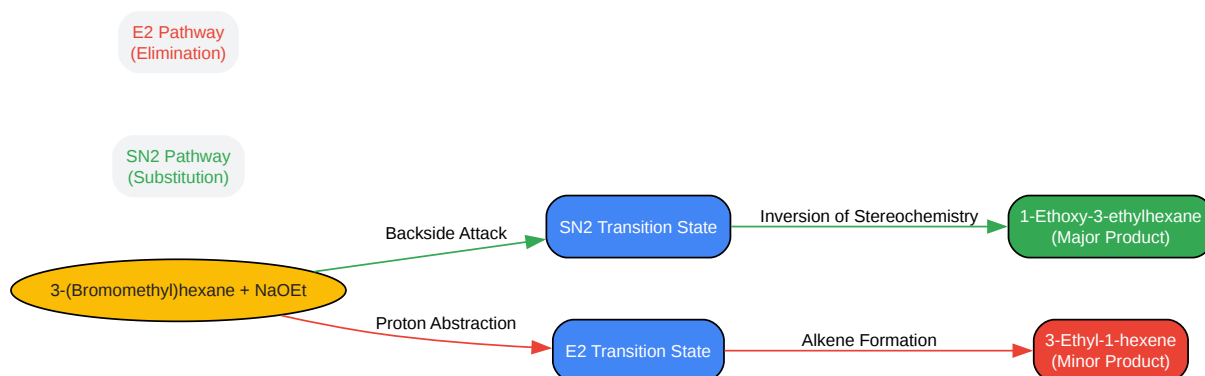 E2 Pathway
(Elimination)
SN2 Pathway
(Substitution)
3-(Bromomethyl)hexane + NaOEt
Backside Attack
Proton Abstraction
SN2 Transition State
E2 Transition State
Inversion of Stereochemistry
Alkene Formation
1-Ethoxy-3-ethylhexane
(Major Product)
3-Ethyl-1-hexene
(Minor Product)